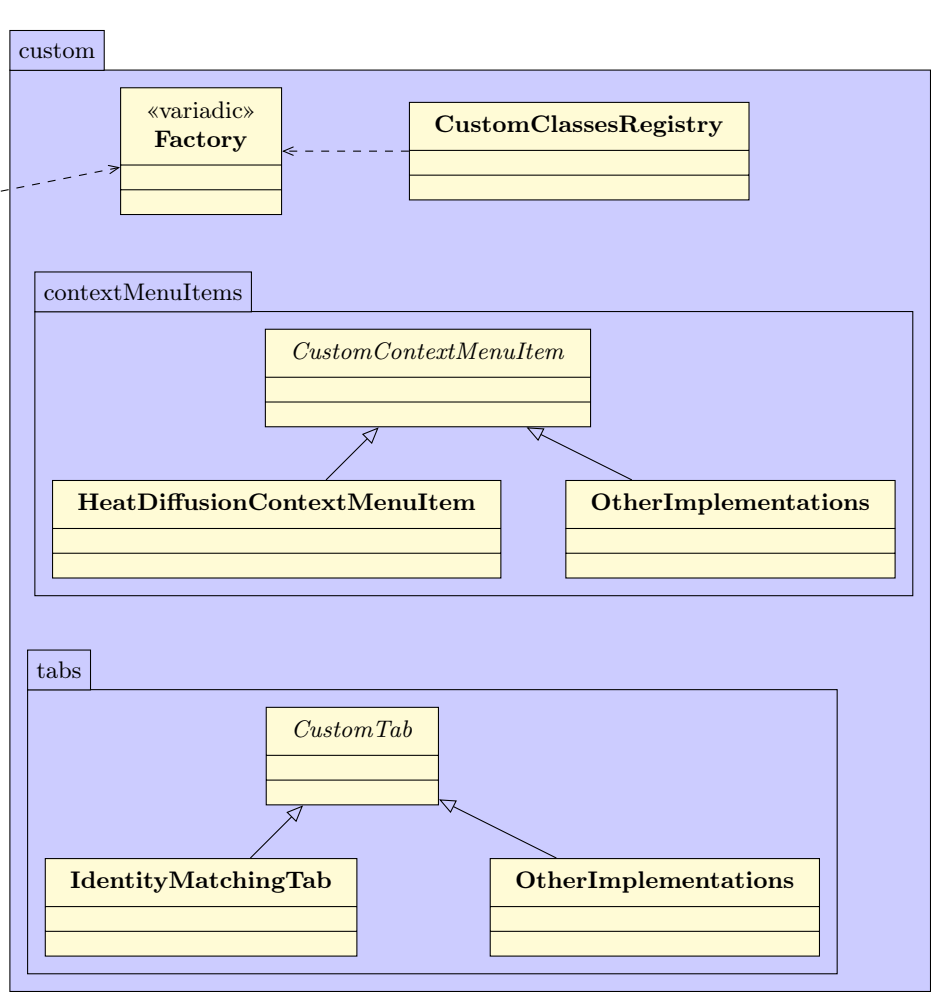 custom
«variadic»
Factory
CustomClassesRegistry
contextMenuItems
CustomContextMenuItem
HeatDiffusionContextMenuItem
OtherImplementations
tabs
CustomTab
IdentityMatchingTab
OtherImplementations